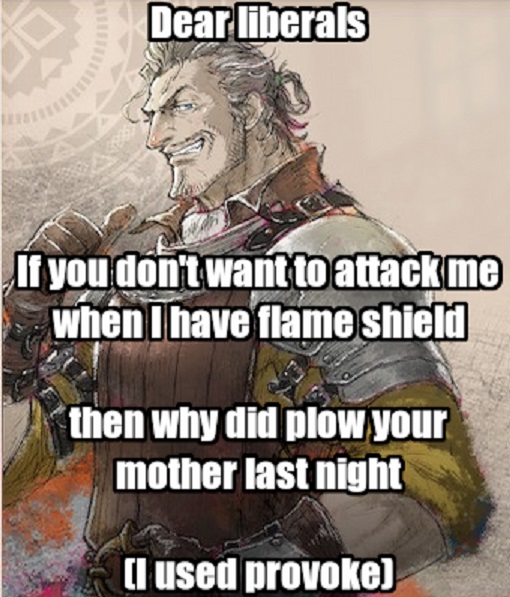 Dear liberals
If you don't want to attack me
when I have flame shield
then why did plow your
mother last night
(I used provoke)